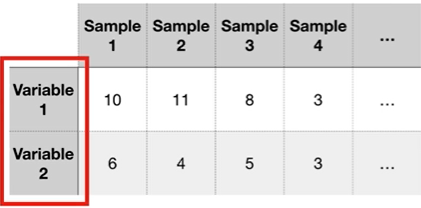 Sample 1 Sample 2 Sample 3 Sample 4 ...
Variable 1 10 11 8 3 ...
Variable 2 6 4 5 3 ...